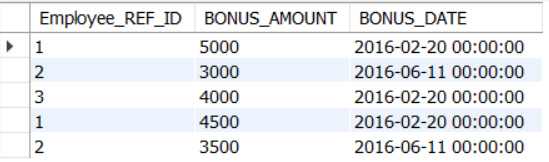 Employee_REF_ID BONUS_AMOUNT BONUS_DATE
1 5000 2016-02-20 00:00:00
2 3000 2016-06-11 00:00:00
3 4000 2016-02-20 00:00:00
1 4500 2016-02-20 00:00:00
2 3500 2016-06-11 00:00:00